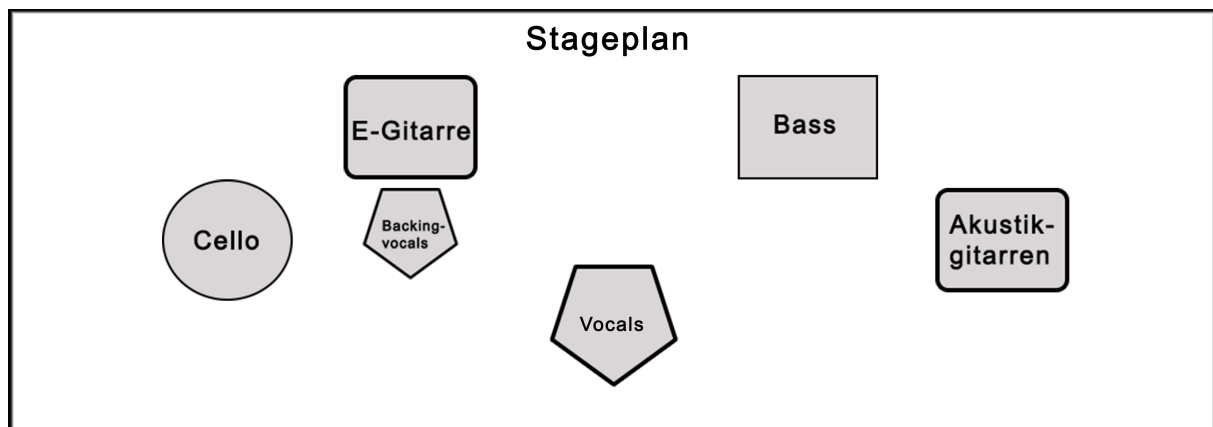 Stageplan
E-Gitarre
Bass
Cello
Backing-
vocals
Akustik-
gitarren
Vocals